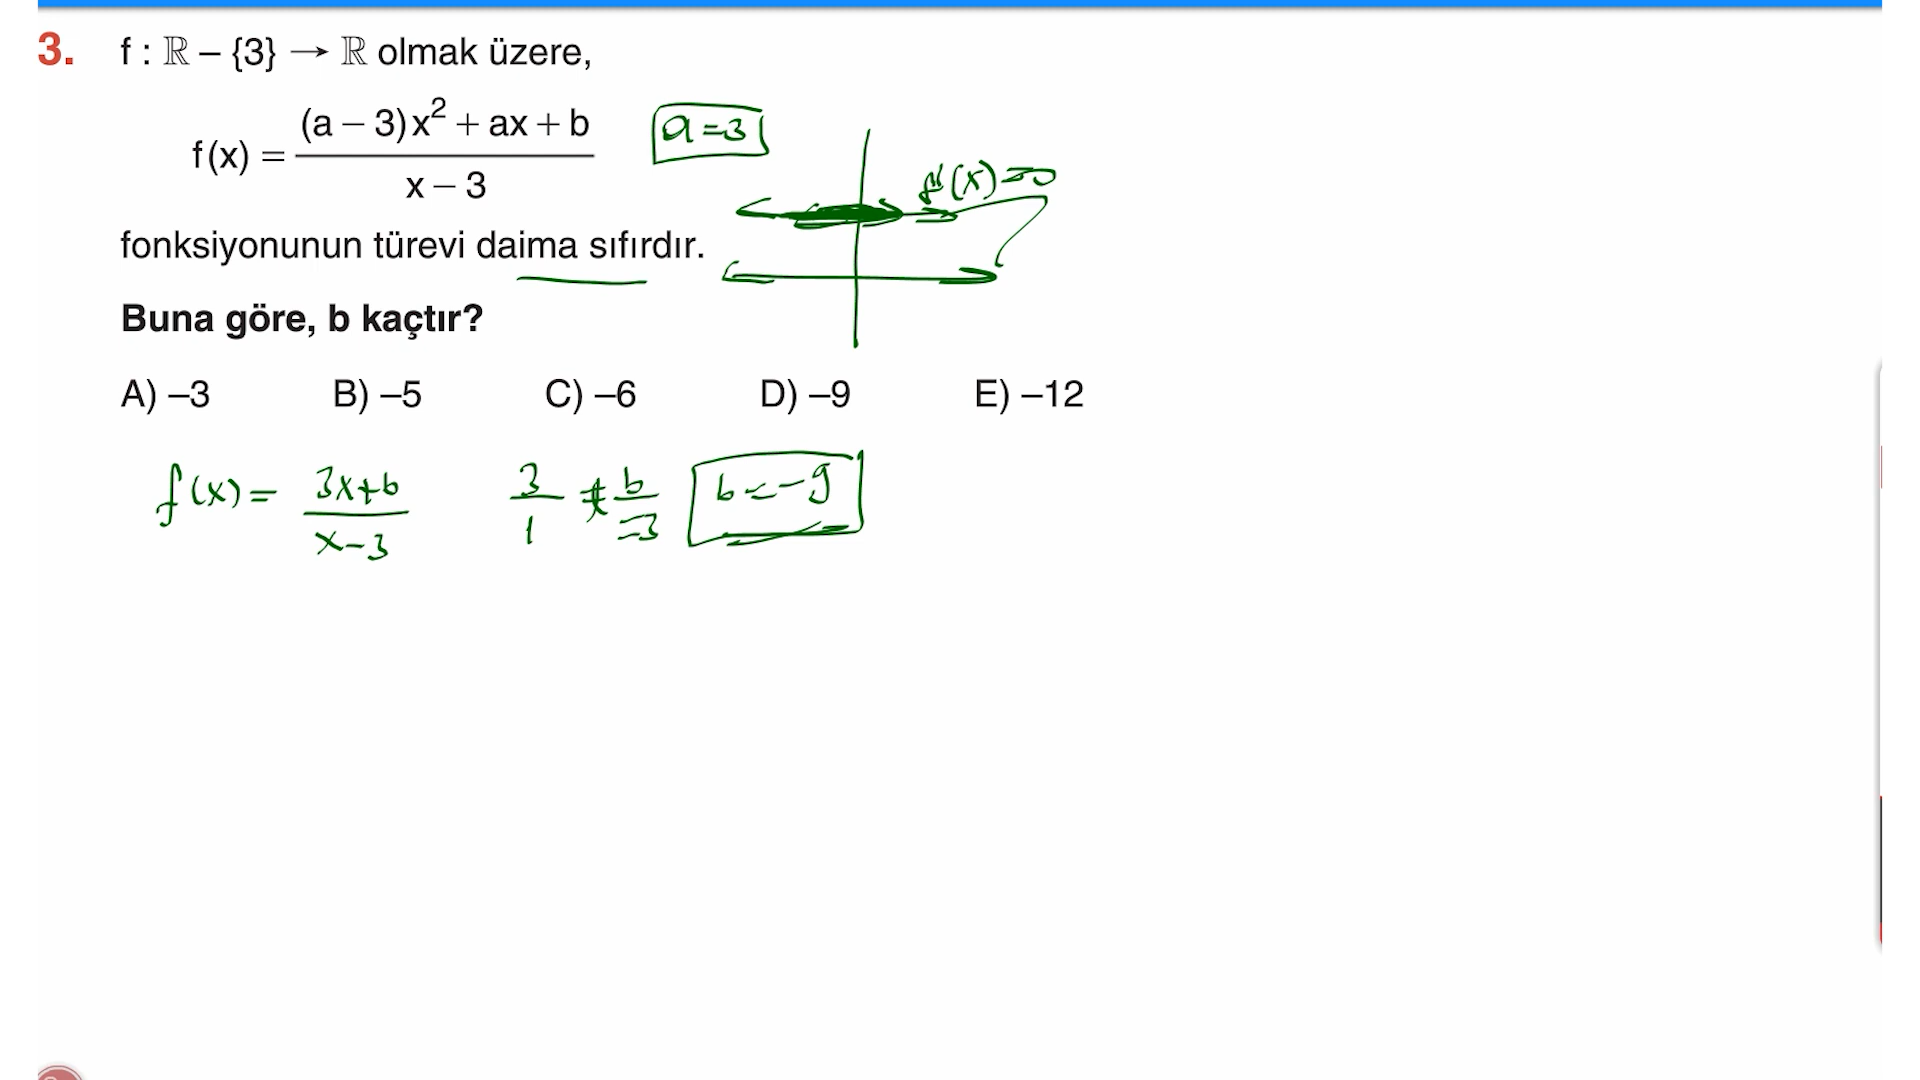 3. f : ℝ – {3} → ℝ olmak üzere,
f(x) = (a – 3)x² + ax + b / x – 3
a = 3
f'(x) = 0
fonksiyonunun türevi daima sıfırdır.
Buna göre, b kaçtır?
A) –3 B) –5 C) –6 D) –9 E) –12
f(x) = 3x+b / x–3
3/1 = b/–3
b = –9